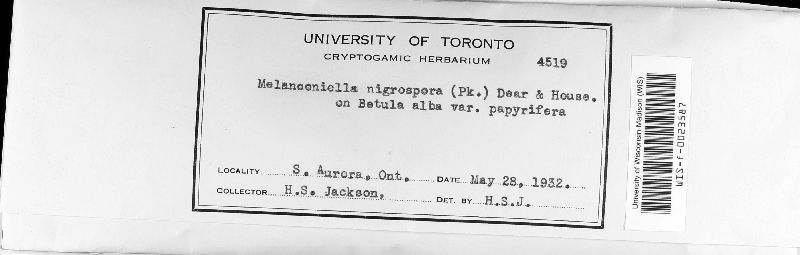 UNIVERSITY OF TORONTO
CRYPTOGAMIC HERBARIUM 4519
Melanconiella nigrospora (Pk.) Dear & House.
on Betula alba var. papyrifera
LOCALITY S. Aurora, Ont. DATE May 28, 1932.
COLLECTOR H.S. Jackson, DET. BY H.S.J.
University of Wisconsin-Madison (WIS)
WIS-f-0023587